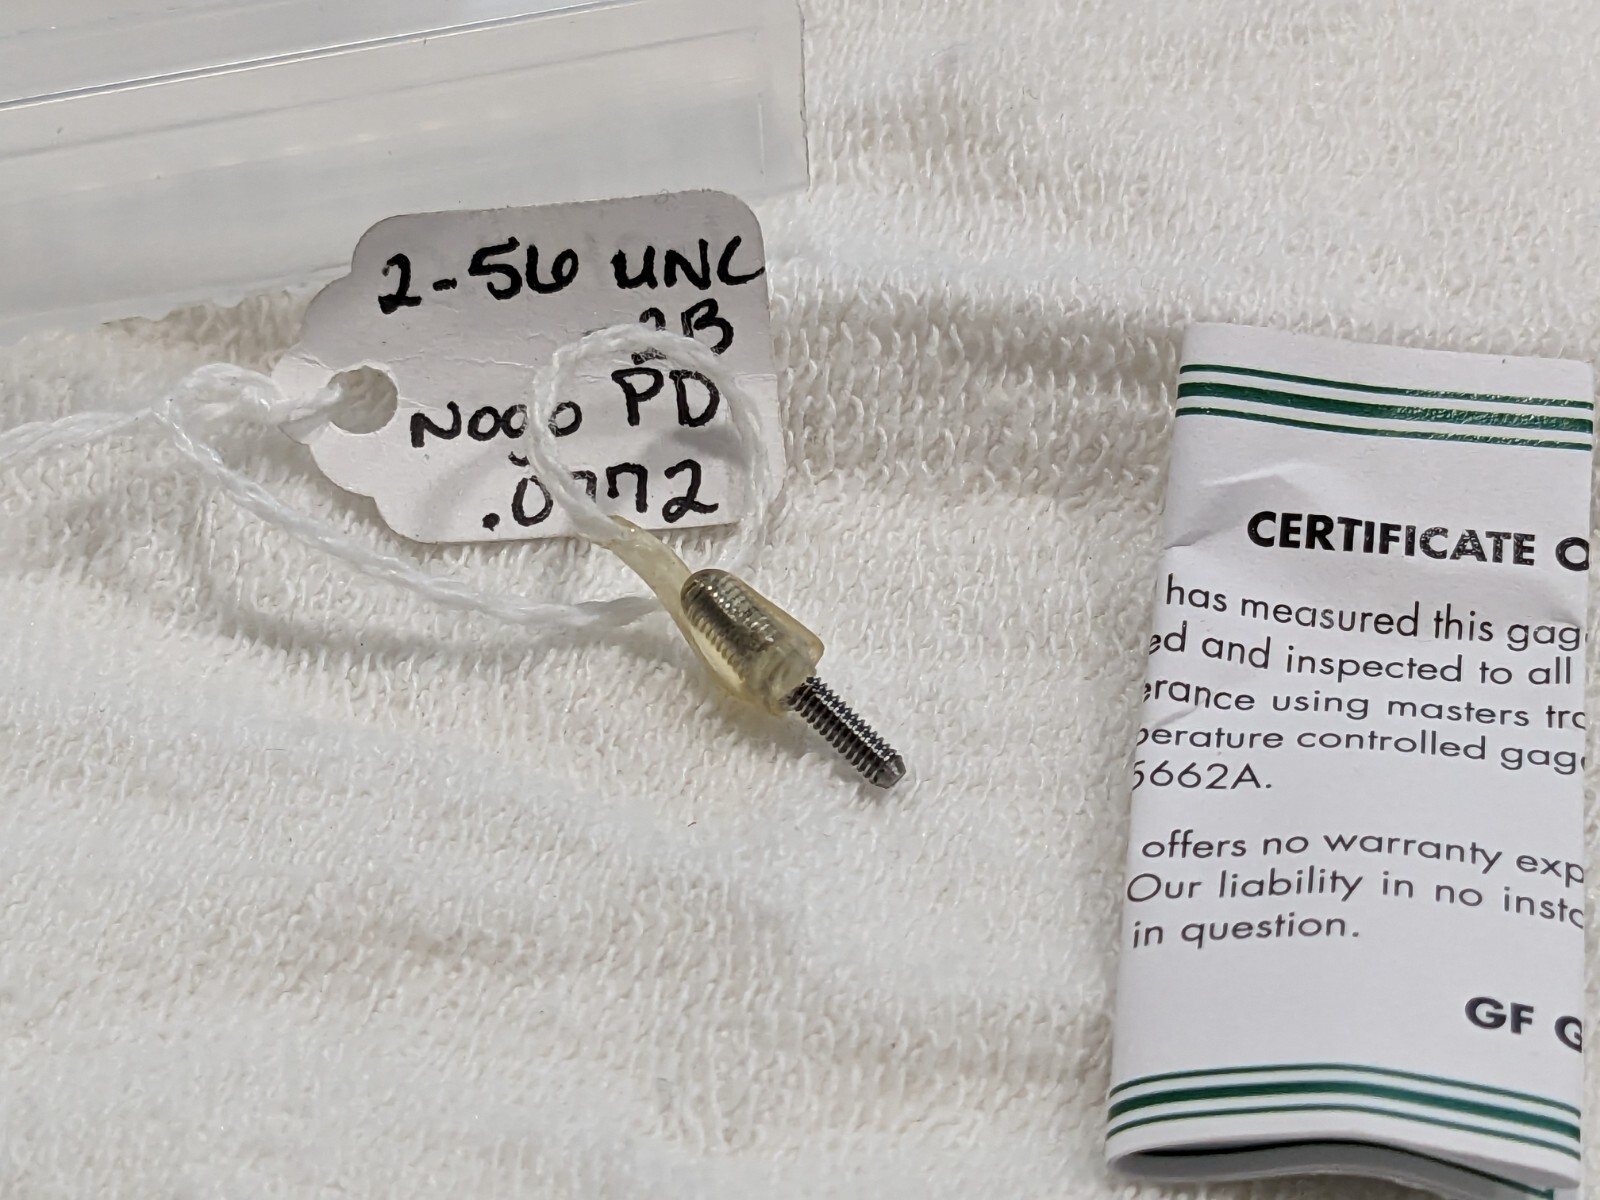 2-56 UNC
2B
NOGO PD
.0772
CERTIFICATE O
has measured this gag
ed and inspected to all
erance using masters trc
perature controlled gag
5662A.
offers no warranty exp
Our liability in no insta
in question.
GF G